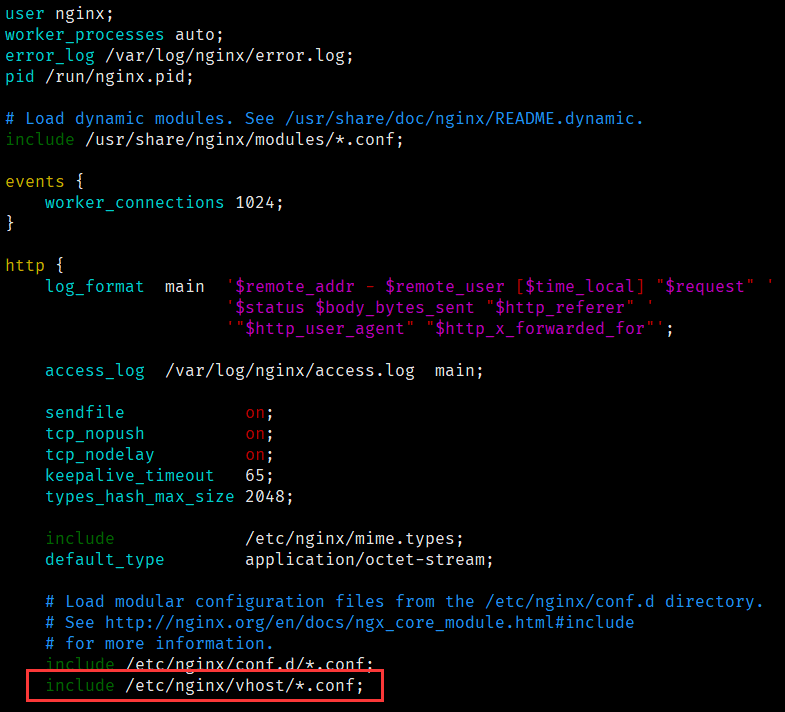 user nginx;
worker_processes auto;
error_log /var/log/nginx/error.log;
pid /run/nginx.pid;

# Load dynamic modules. See /usr/share/doc/nginx/README.dynamic.
include /usr/share/nginx/modules/*.conf;

events {
    worker_connections 1024;
}

http {
    log_format  main  '$remote_addr - $remote_user [$time_local] "$request" '
                      '$status $body_bytes_sent "$http_referer" '
                      '"$http_user_agent" "$http_x_forwarded_for"';

    access_log  /var/log/nginx/access.log  main;

    sendfile            on;
    tcp_nopush          on;
    tcp_nodelay         on;
    keepalive_timeout   65;
    types_hash_max_size 2048;

    include             /etc/nginx/mime.types;
    default_type        application/octet-stream;

    # Load modular configuration files from the /etc/nginx/conf.d directory.
    # See http://nginx.org/en/docs/ngx_core_module.html#include
    # for more information.
    include /etc/nginx/conf.d/*.conf;
    include /etc/nginx/vhost/*.conf;